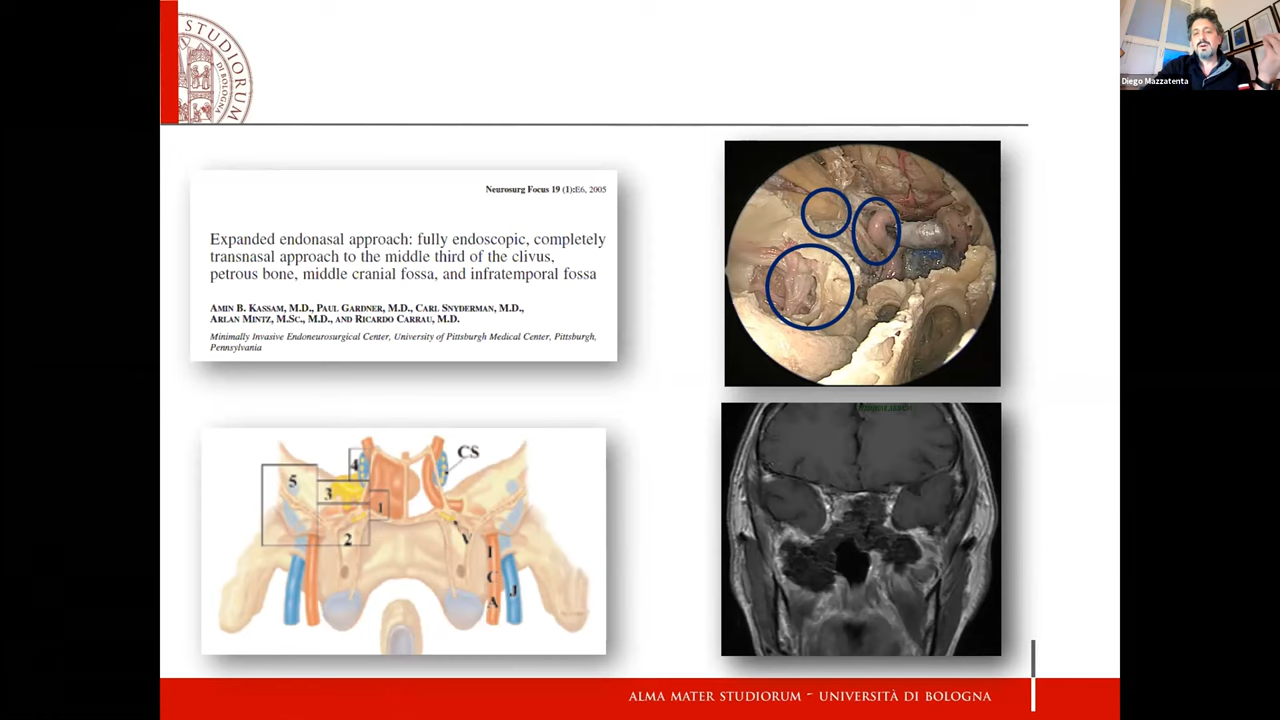 STUDIORUM
DI BOLOGNA
Diego Mazzatenta
Neurosurg Focus 19 (1):E6, 2005
Expanded endonasal approach: fully endoscopic, completely
transnasal approach to the middle third of the clivus,
petrous bone, middle cranial fossa, and infratemporal fossa
AMIN B. KASSAM, M.D., PAUL GARDNER, M.D., CARL SNYDERMAN, M.D.,
ARLAN MINTZ, M.SC., M.D., AND RICARDO CARRAU, M.D.
Minimally Invasive Endoneurosurgical Center, University of Pittsburgh Medical Center, Pittsburgh,
Pennsylvania
CS
4
5
3
1
2
V
I
C
A
J
ALMA MATER STUDIORUM ~ UNIVERSITÀ DI BOLOGNA